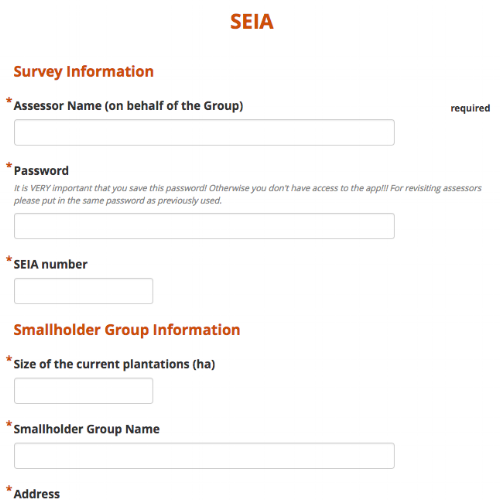 SEIA
Survey Information
* Assessor Name (on behalf of the Group) required
* Password
It is VERY important that you save this password! Otherwise you don't have access to the app!!! For revisiting assessors
please put in the same password as previously used.
* SEIA number
Smallholder Group Information
* Size of the current plantations (ha)
* Smallholder Group Name
* Address